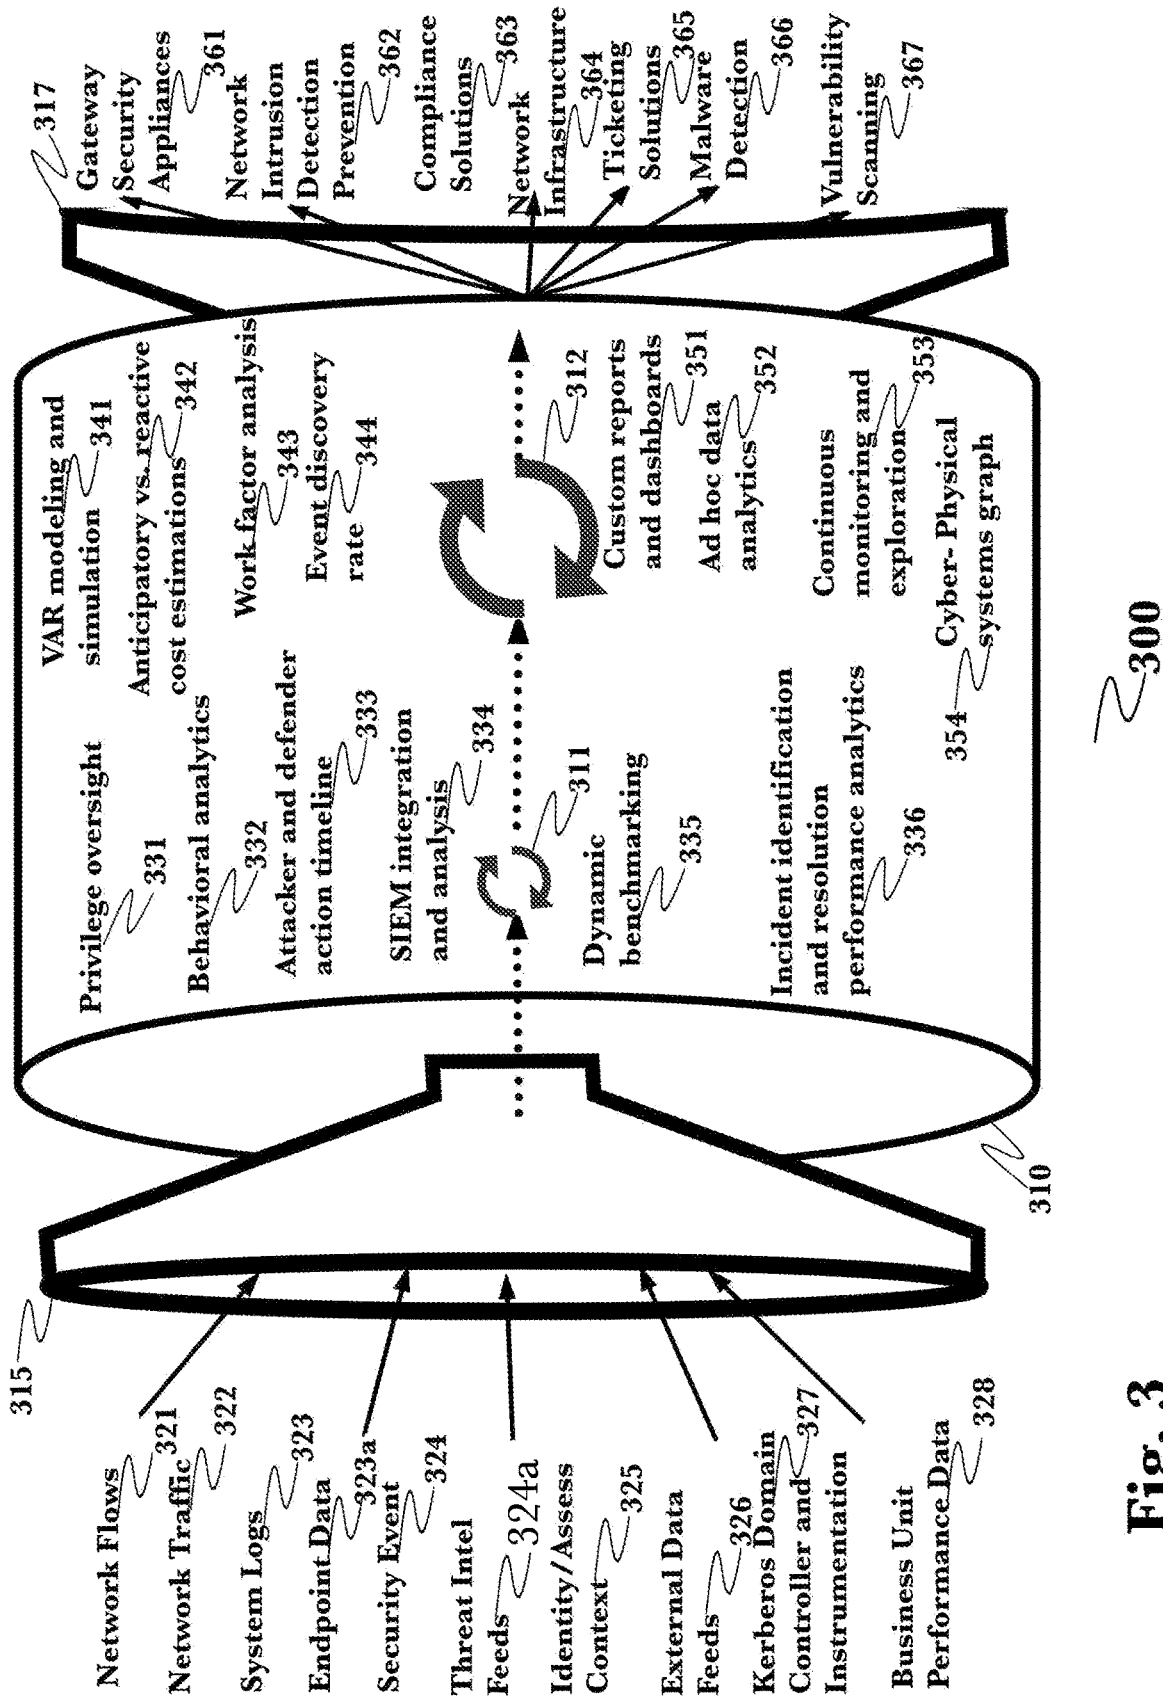 Network Flows
321
Network Traffic
322
System Logs
323
Endpoint Data
323a
Security Event
324
Threat Intel
Feeds
324a
Identity/Assess
Context
325
External Data
Feeds
326
Kerberos Domain
Controller and
327
Instrumentation
Business Unit
Performance Data
328
315
310
Privilege oversight
331
Behavioral analytics
332
Attacker and defender
action timeline
333
SIEM integration
and analysis
334
311
Dynamic
benchmarking
335
Incident identification
and resolution
performance analytics
336
VAR modeling and
simulation
341
Anticipatory vs. reactive
cost estimations
342
Work factor analysis
343
Event discovery
rate
344
312
Custom reports
and dashboards
351
Ad hoc data
analytics
352
Continuous
monitoring and
exploration
353
Cyber- Physical
systems graph
354
317
Gateway
Security
Appliances
361
Network
Intrusion
Detection
Prevention
362
Compliance
Solutions
363
Network
Infrastructure
364
Ticketing
Solutions
365
Malware
Detection
366
Vulnerability
Scanning
367
300
Fig. 3